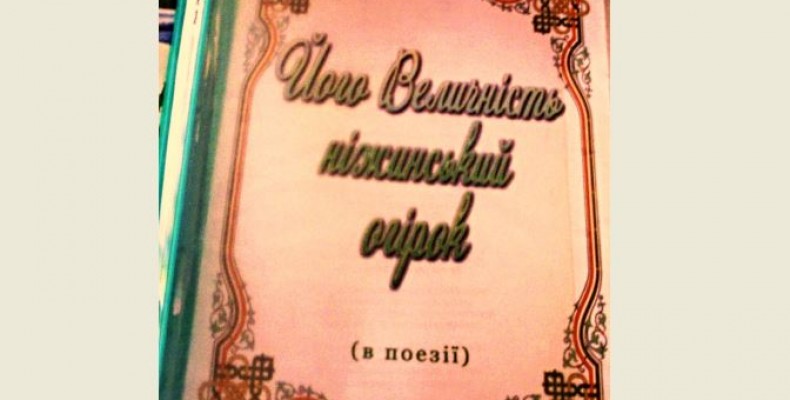 Його Величність
ніжинський
огірок
(в поезії)